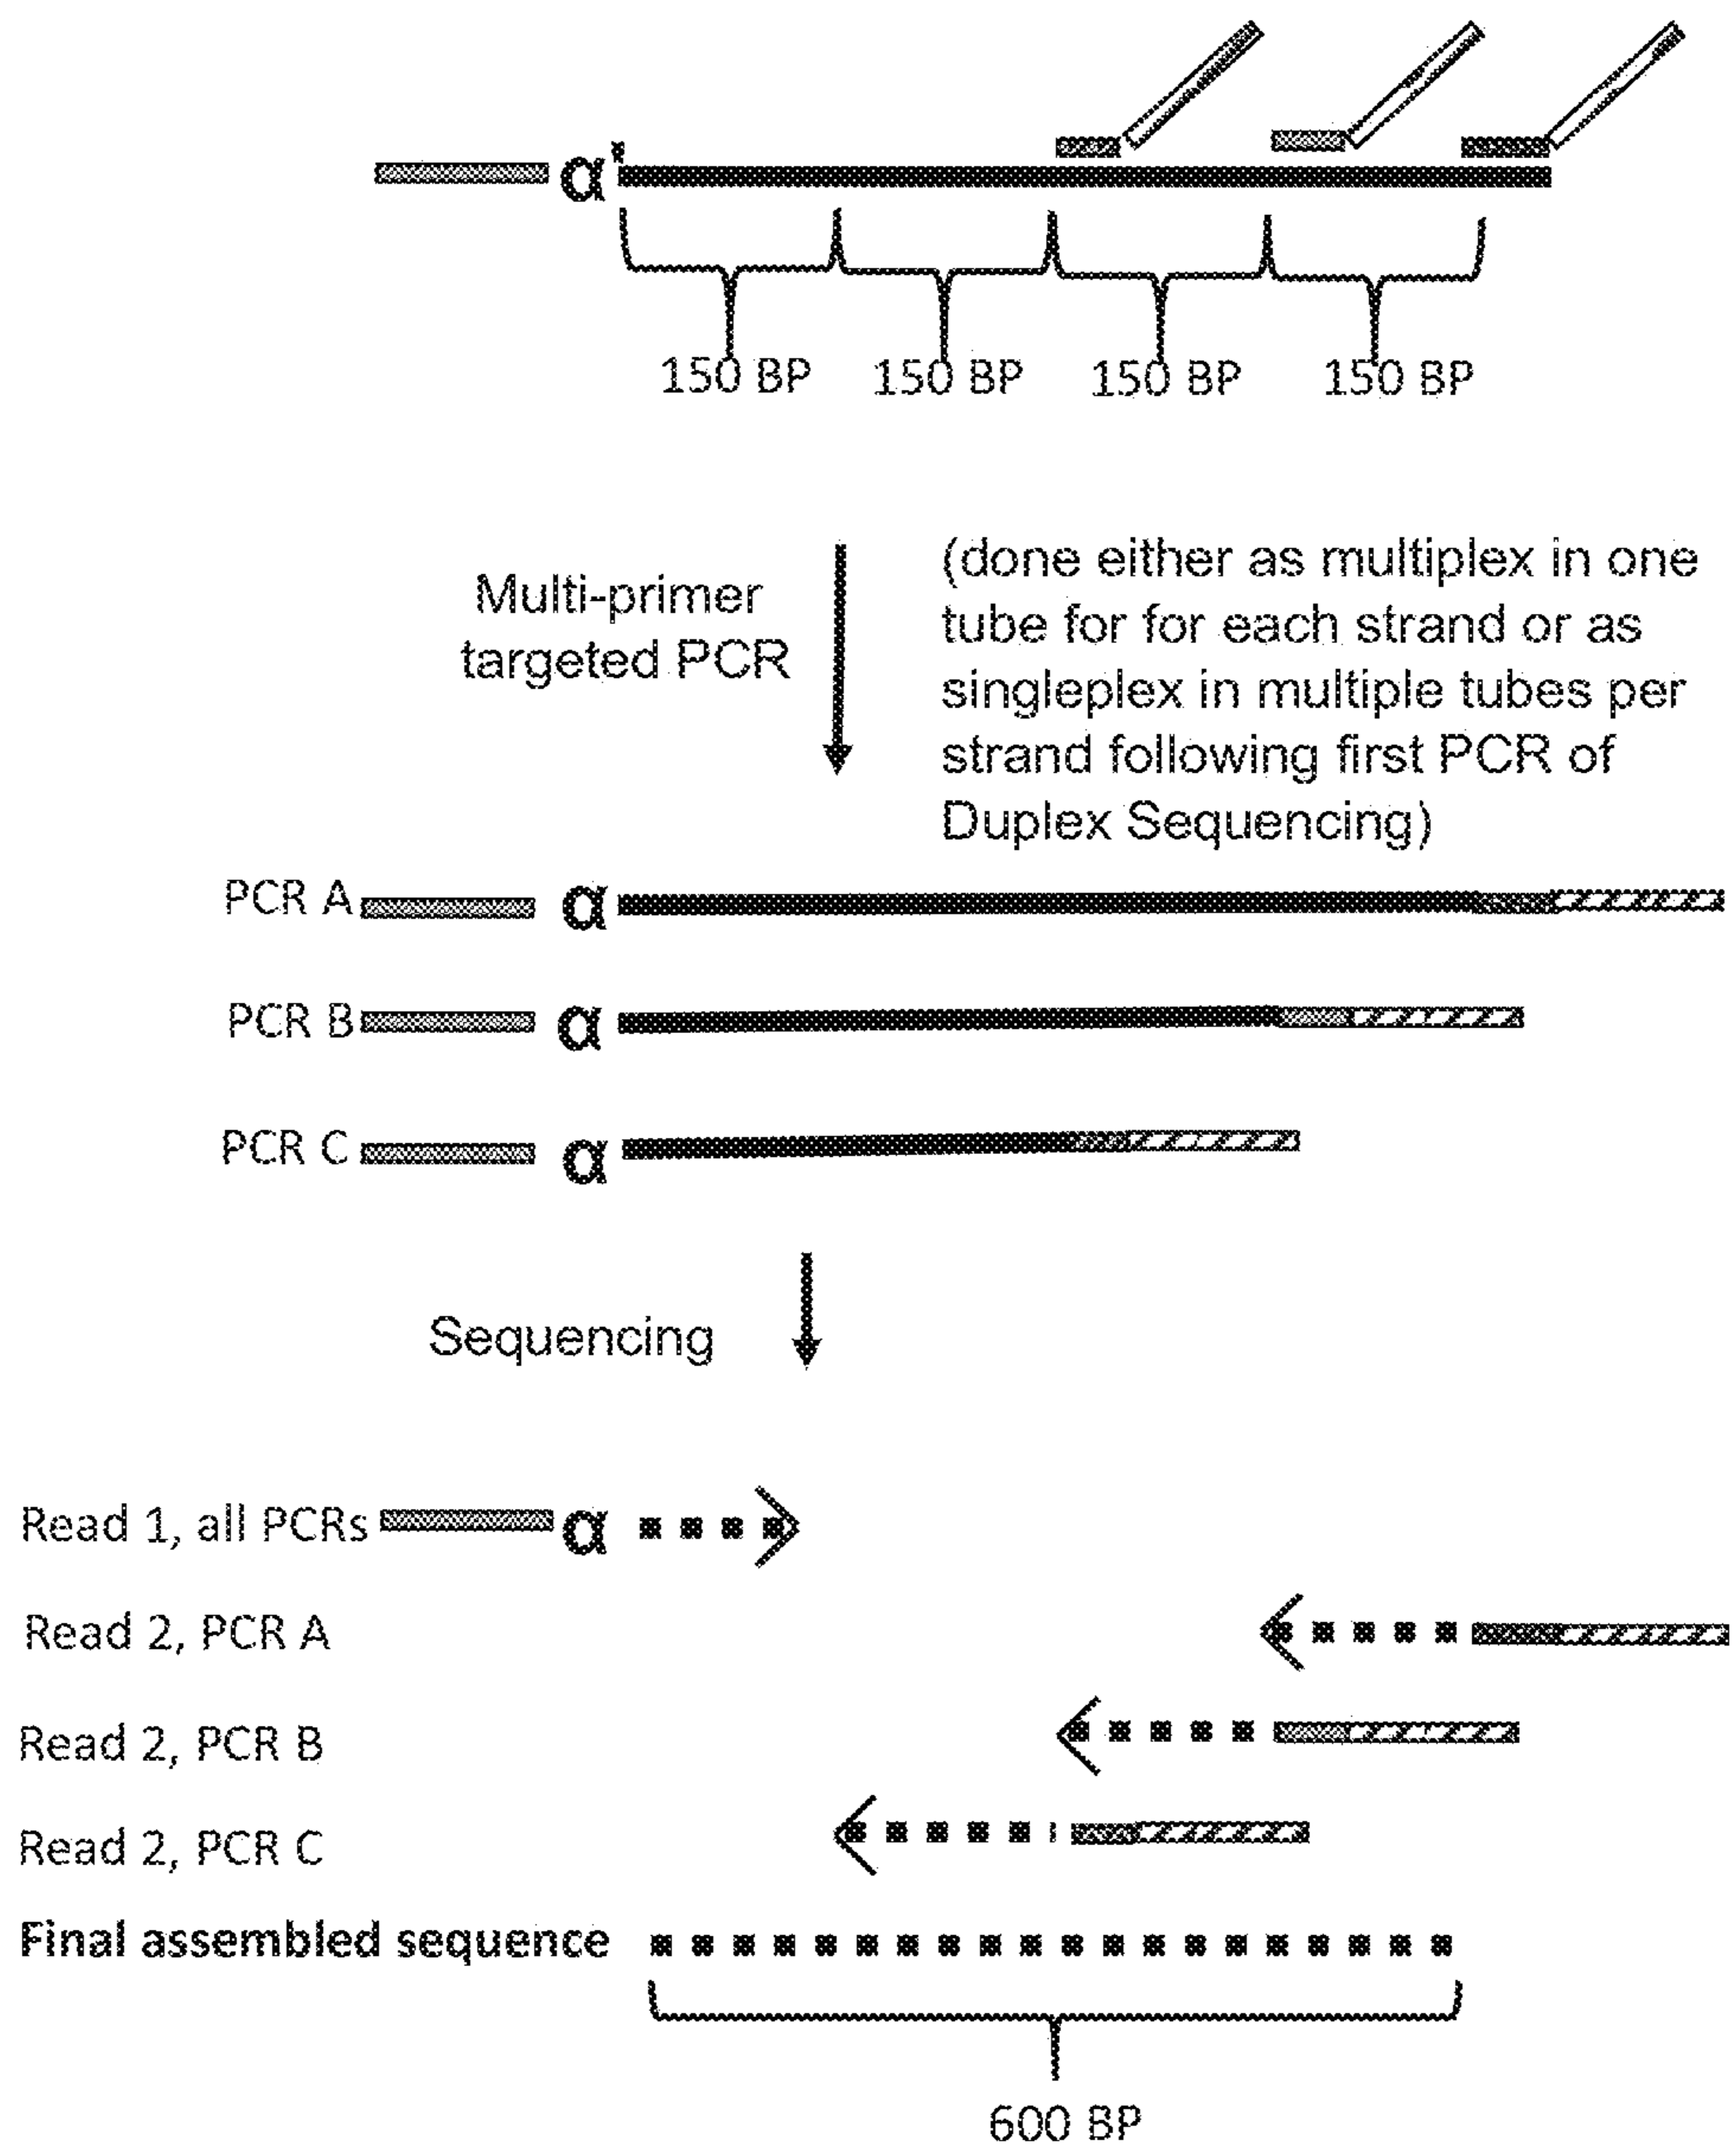 α
150 BP 150 BP 150 BP 150 BP
Multi-primer
targeted PCR
(done either as multiplex in one
tube for for each strand or as
singleplex in multiple tubes per
strand following first PCR of
Duplex Sequencing)
PCR A α
PCR B α
PCR C α
Sequencing
Read 1, all PCRs α
Read 2, PCR A
Read 2, PCR B
Read 2, PCR C
Final assembled sequence
600 BP